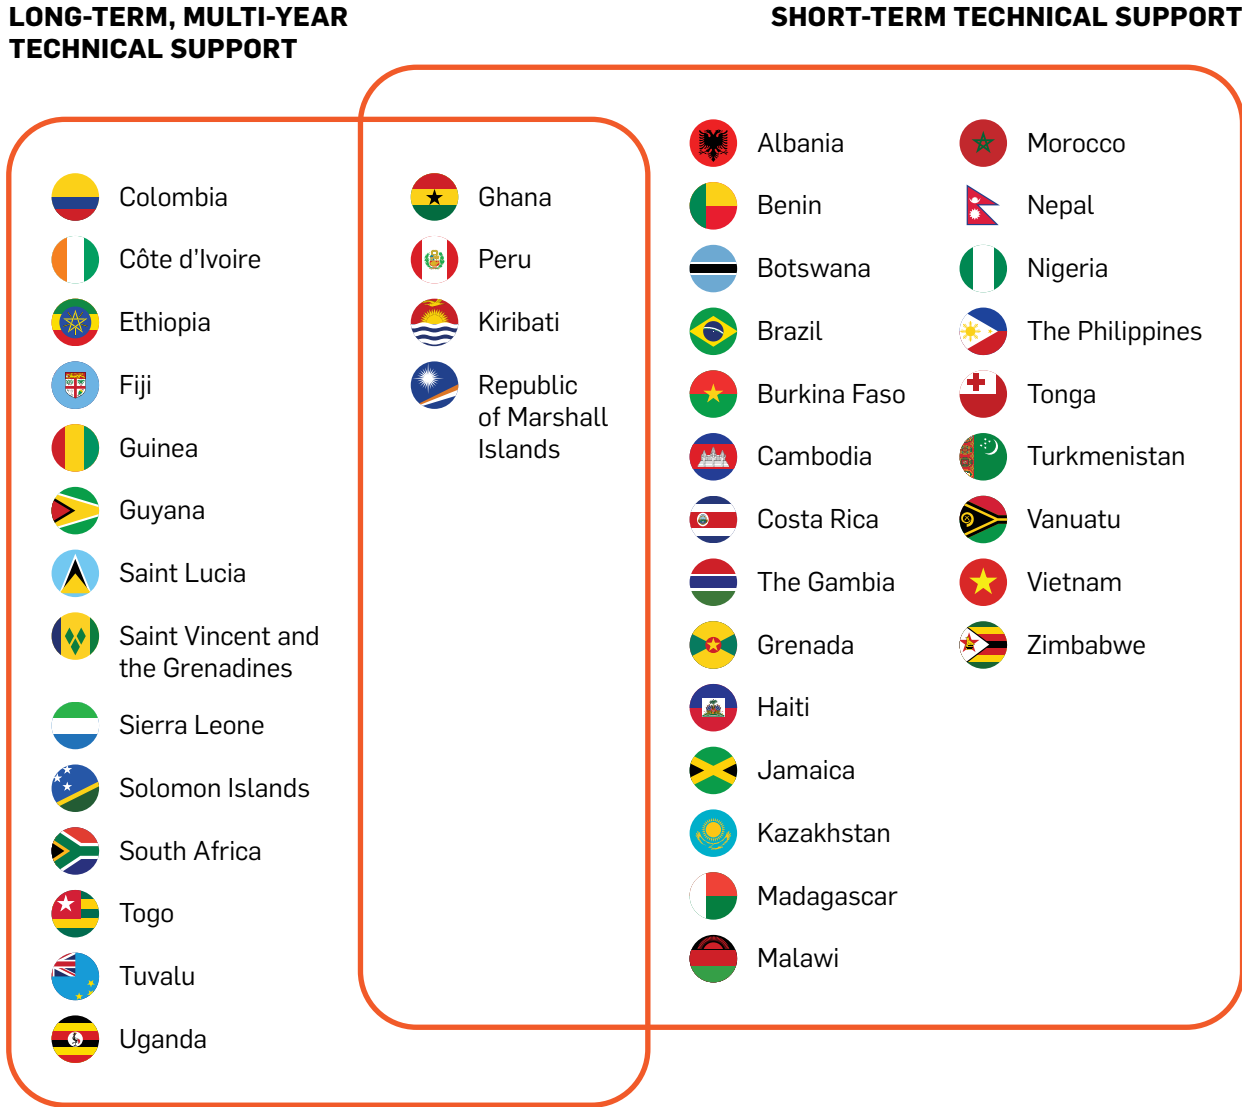 LONG-TERM, MULTI-YEAR
TECHNICAL SUPPORT
SHORT-TERM TECHNICAL SUPPORT
Colombia
Côte d’Ivoire
Ethiopia
Fiji
Guinea
Guyana
Saint Lucia
Saint Vincent and
the Grenadines
Sierra Leone
Solomon Islands
South Africa
Togo
Tuvalu
Uganda
Ghana
Peru
Kiribati
Republic
of Marshall
Islands
Albania
Benin
Botswana
Brazil
Burkina Faso
Cambodia
Costa Rica
The Gambia
Grenada
Haiti
Jamaica
Kazakhstan
Madagascar
Malawi
Morocco
Nepal
Nigeria
The Philippines
Tonga
Turkmenistan
Vanuatu
Vietnam
Zimbabwe